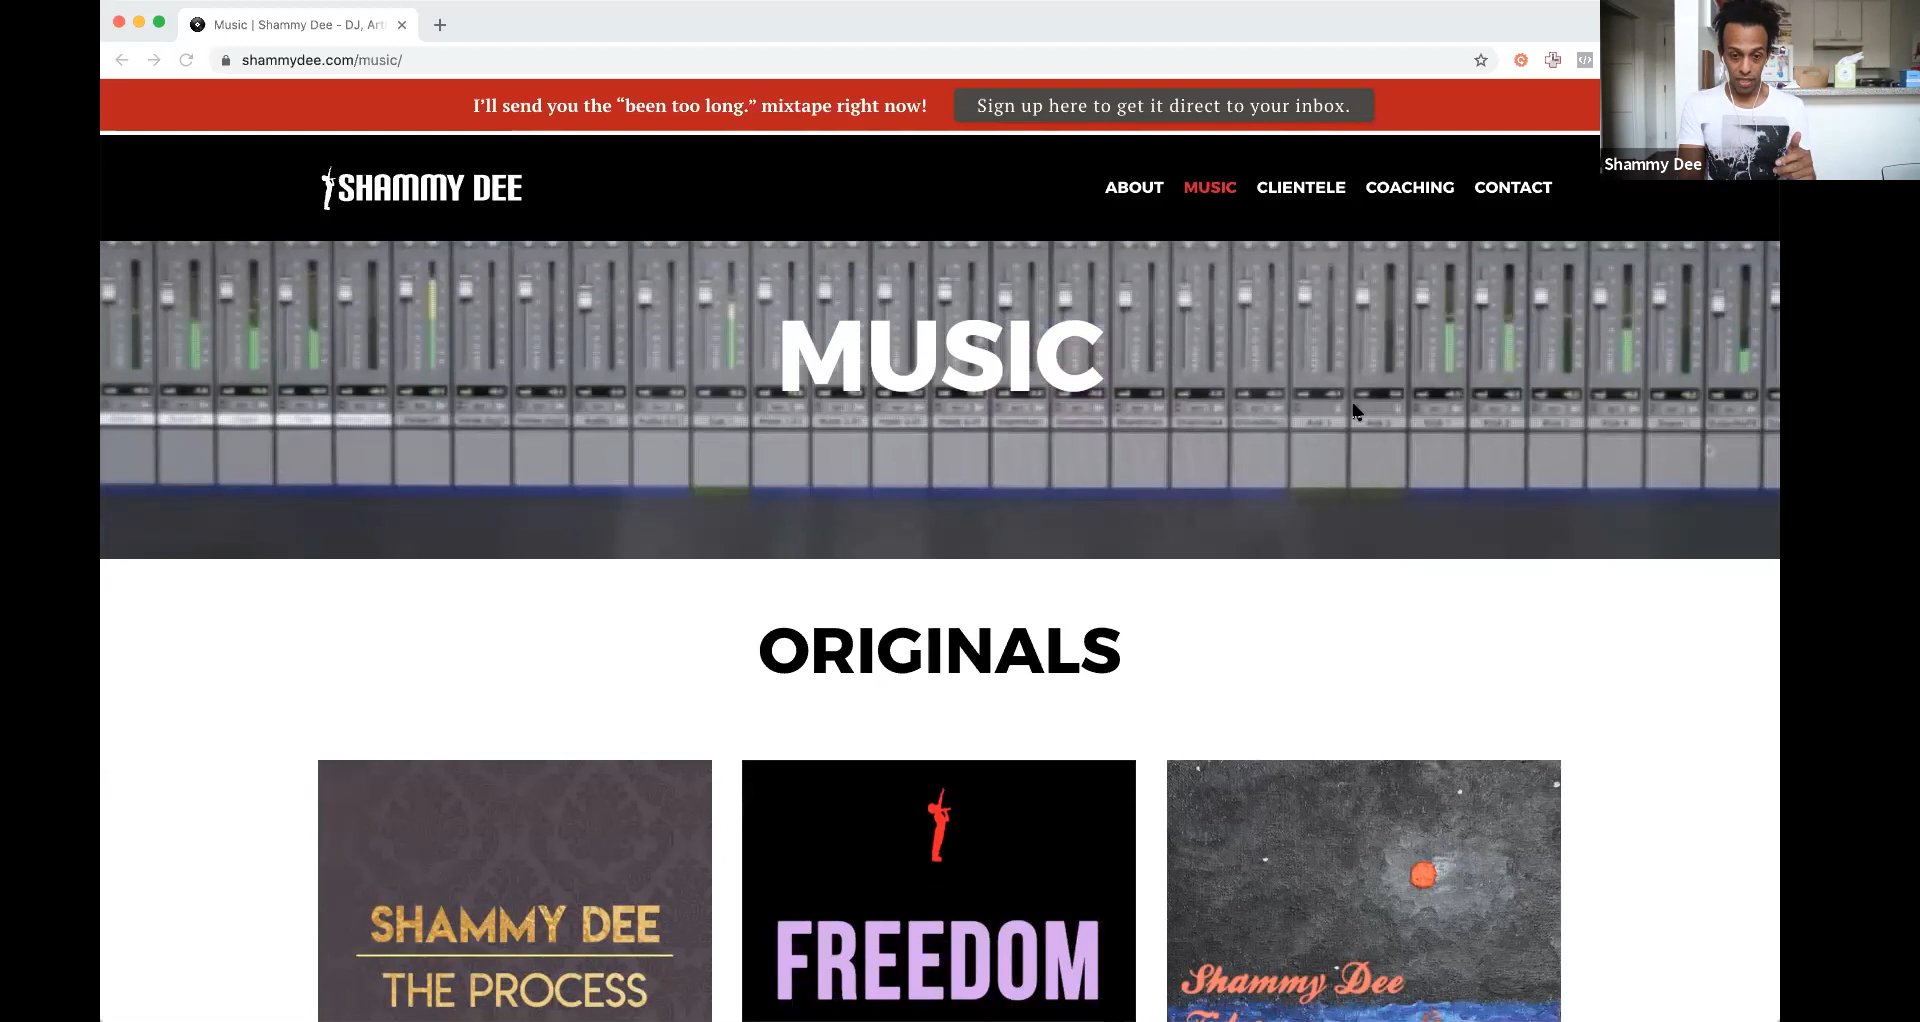 Music | Shammy Dee - DJ, Arti
shammydee.com/music/
I'll send you the “been too long.” mixtape right now!
Sign up here to get it direct to your inbox.
Shammy Dee
SHAMMY DEE
ABOUT MUSIC CLIENTELE COACHING CONTACT
MUSIC
ORIGINALS
SHAMMY DEE
THE PROCESS
FREEDOM
Shammy Dee